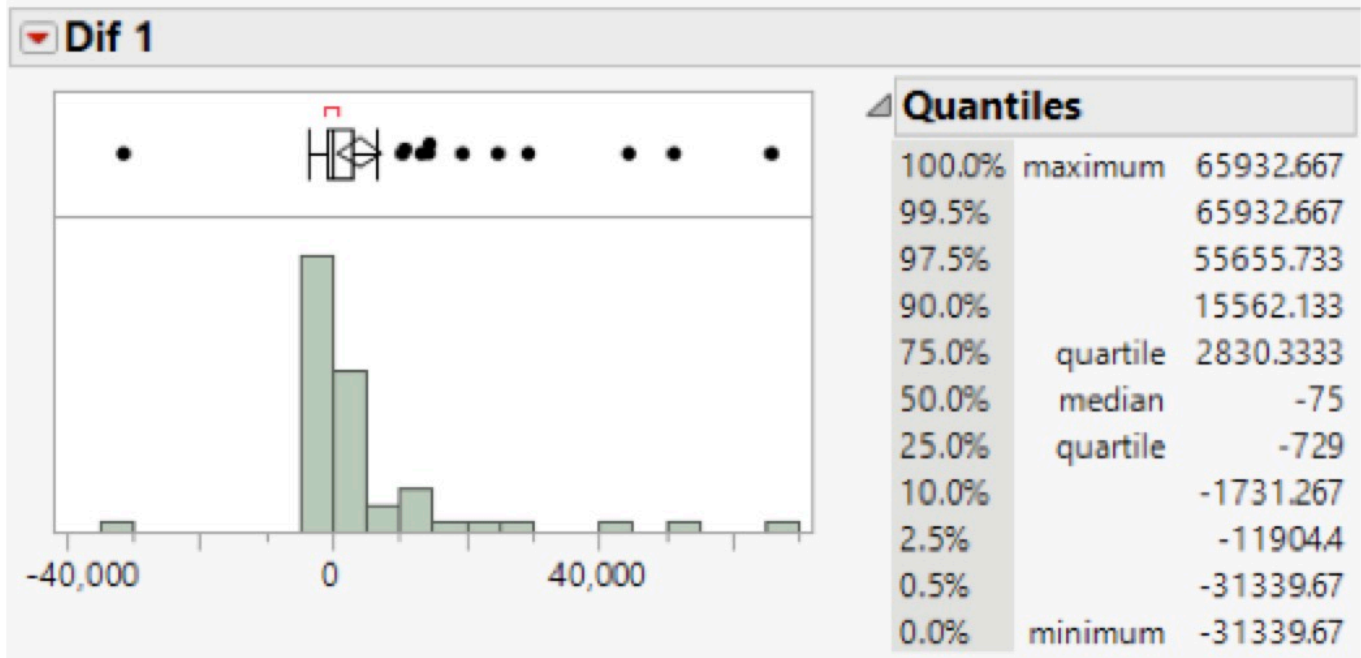 Dif 1
-40,000 0 40,000
Quantiles
100.0% maximum 65932.667
99.5% 65932.667
97.5% 55655.733
90.0% 15562.133
75.0% quartile 2830.3333
50.0% median -75
25.0% quartile -729
10.0% -1731.267
2.5% -11904.4
0.5% -31339.67
0.0% minimum -31339.67